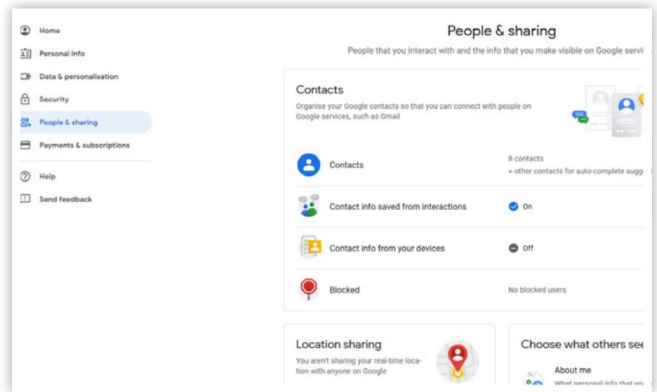 Home
Personal info
Data & personalisation
Security
People & sharing
Payments & subscriptions
Help
Send feedback
People & sharing
People that you interact with and the info that you make visible on Google
Contacts
Organise your Google contacts so that you can connect with people on
Google services, such as Gmail
Contacts
8 contacts
+ other contacts for auto-complete
Contact info saved from interactions
On
Contact info from your devices
Off
Blocked
No blocked users
Location sharing
You aren't sharing your real-time loca-
tion with anyone on Google
Choose what others see
About me
What personal info that